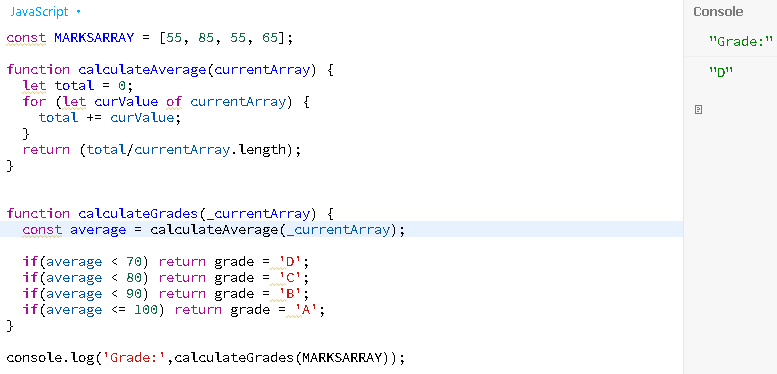 JavaScript •
const MARKSARRAY = [55, 85, 55, 65];
function calculateAverage(currentArray) {
let total = 0;
for (let curValue of currentArray) {
total += curValue;
}
return (total/currentArray.length);
}
function calculateGrades(_currentArray) {
const average = calculateAverage(_currentArray);
if(average < 70) return grade = 'D';
if(average < 80) return grade = 'C';
if(average < 90) return grade = 'B';
if(average <= 100) return grade = 'A';
}
console.log('Grade:',calculateGrades(MARKSARRAY));
Console
"Grade:"
"D"